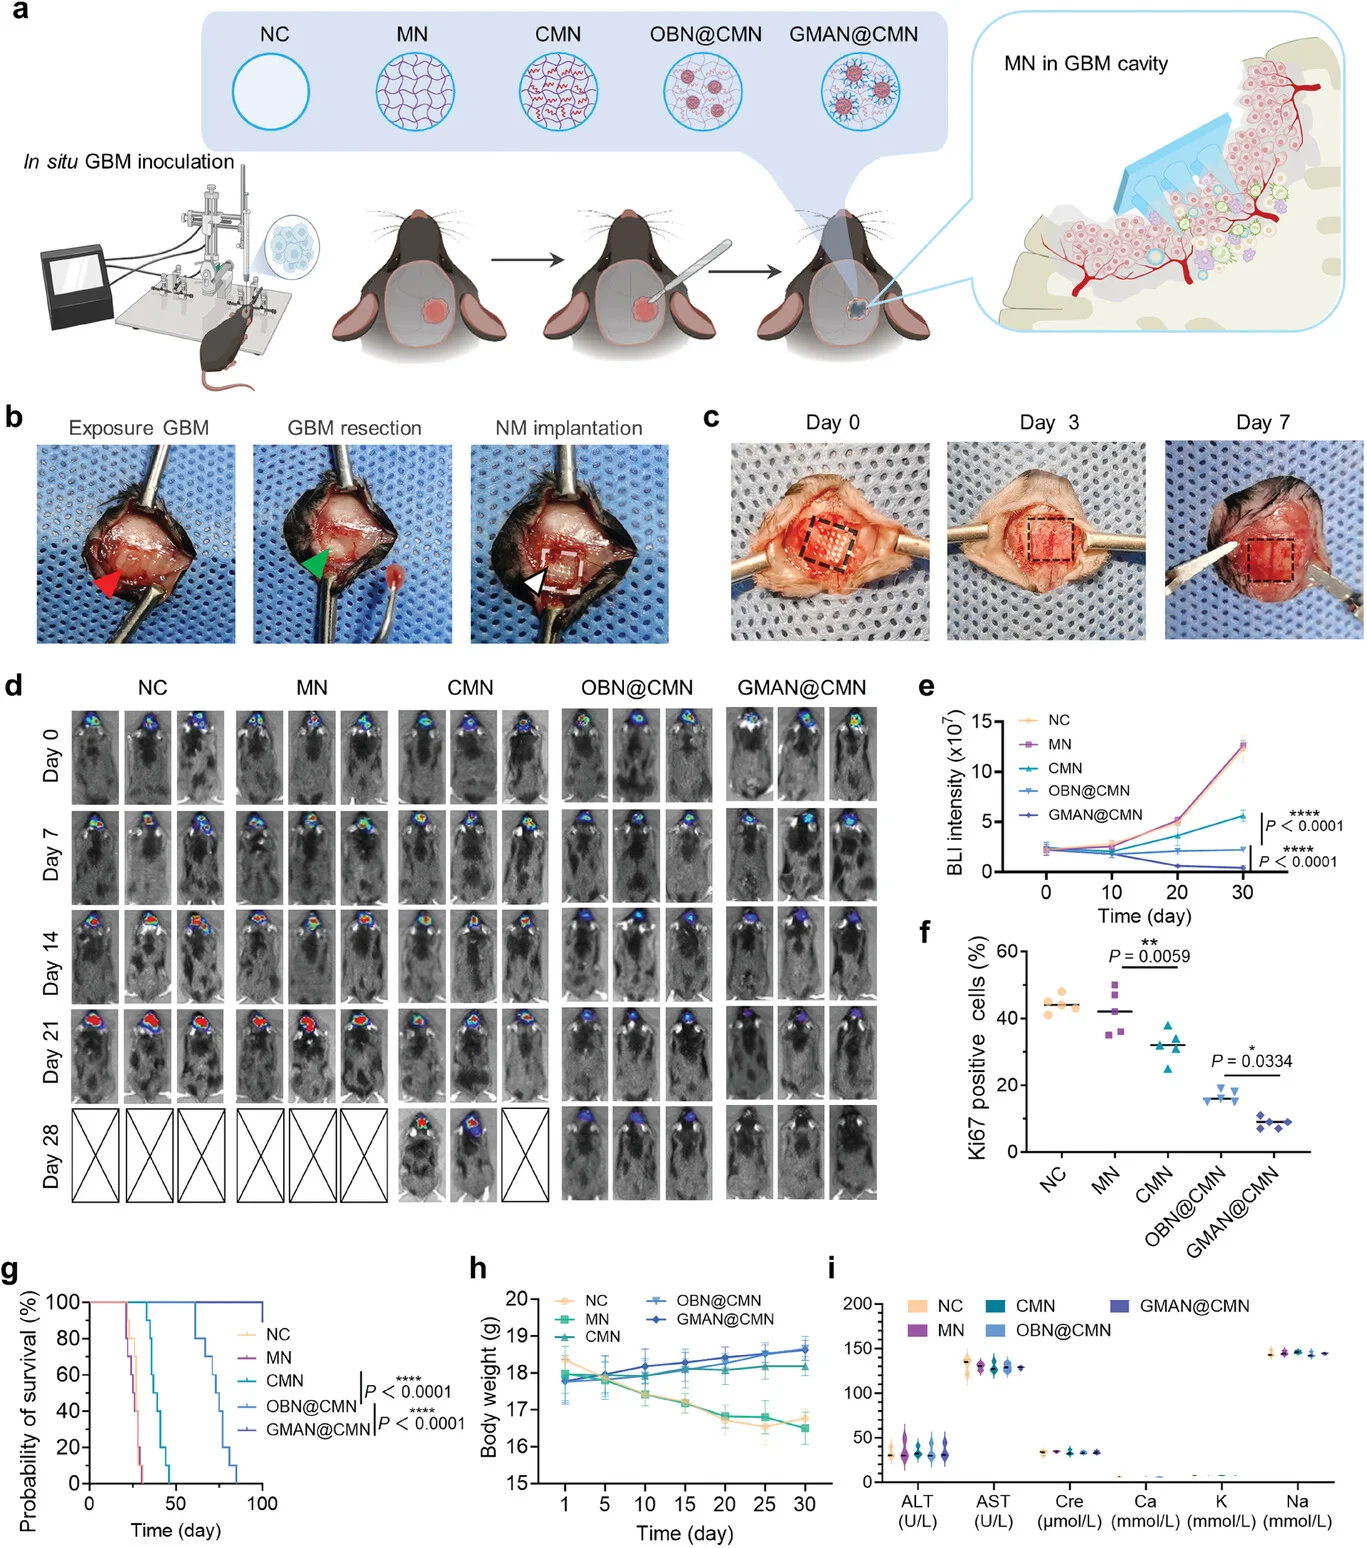 a
NC MN CMN OBN@CMN GMAN@CMN
MN in GBM cavity
In situ GBM inoculation
b
Exposure GBM GBM resection NM implantation
c
Day 0 Day 3 Day 7
d
NC MN CMN OBN@CMN GMAN@CMN
Day 0
Day 7
Day 14
Day 21
Day 28
e
BLI intensity (x10⁷)
15
10
5
0
NC
MN
CMN
OBN@CMN
GMAN@CMN
****
P < 0.0001
****
P < 0.0001
0 10 20 30
Time (day)
f
Ki67 positive cells (%)
60
40
20
0
**
P = 0.0059
*
P = 0.0334
NC MN CMN OBN@CMN GMAN@CMN
g
Probability of survival (%)
100
80
60
40
20
0
NC
MN
CMN
OBN@CMN
GMAN@CMN
****
P < 0.0001
****
P < 0.0001
0 50 100
Time (day)
h
Body weight (g)
20
19
18
17
16
15
NC OBN@CMN
MN GMAN@CMN
CMN
1 5 10 15 20 25 30
Time (day)
i
200
150
100
50
0
NC CMN GMAN@CMN
MN OBN@CMN
ALT AST Cre Ca K Na
(U/L) (U/L) (μmol/L) (mmol/L) (mmol/L) (mmol/L)